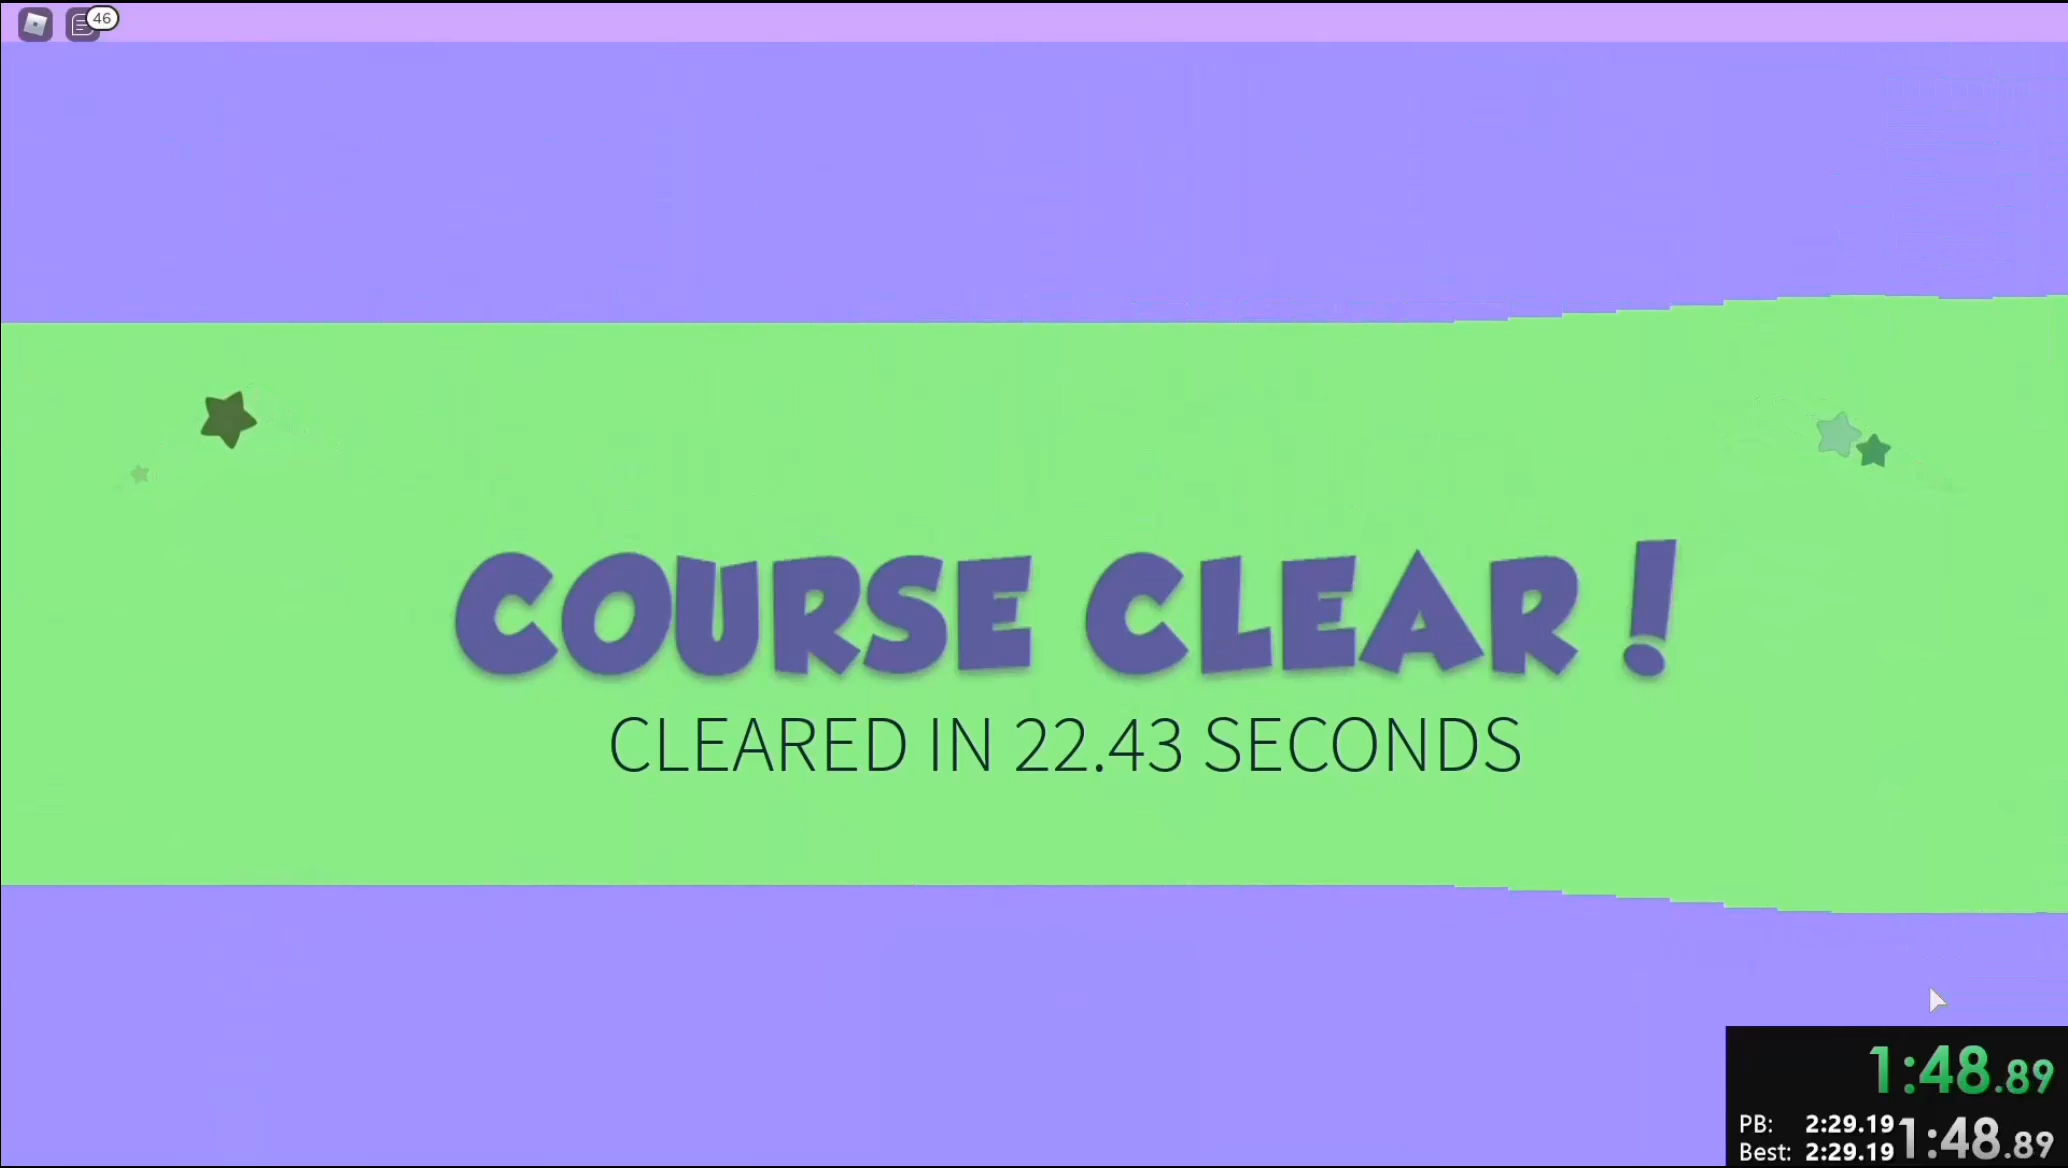 46
COURSE CLEAR!
CLEARED IN 22.43 SECONDS
1:48.89
PB: 2:29.19
Best: 2:29.19
1:48.89